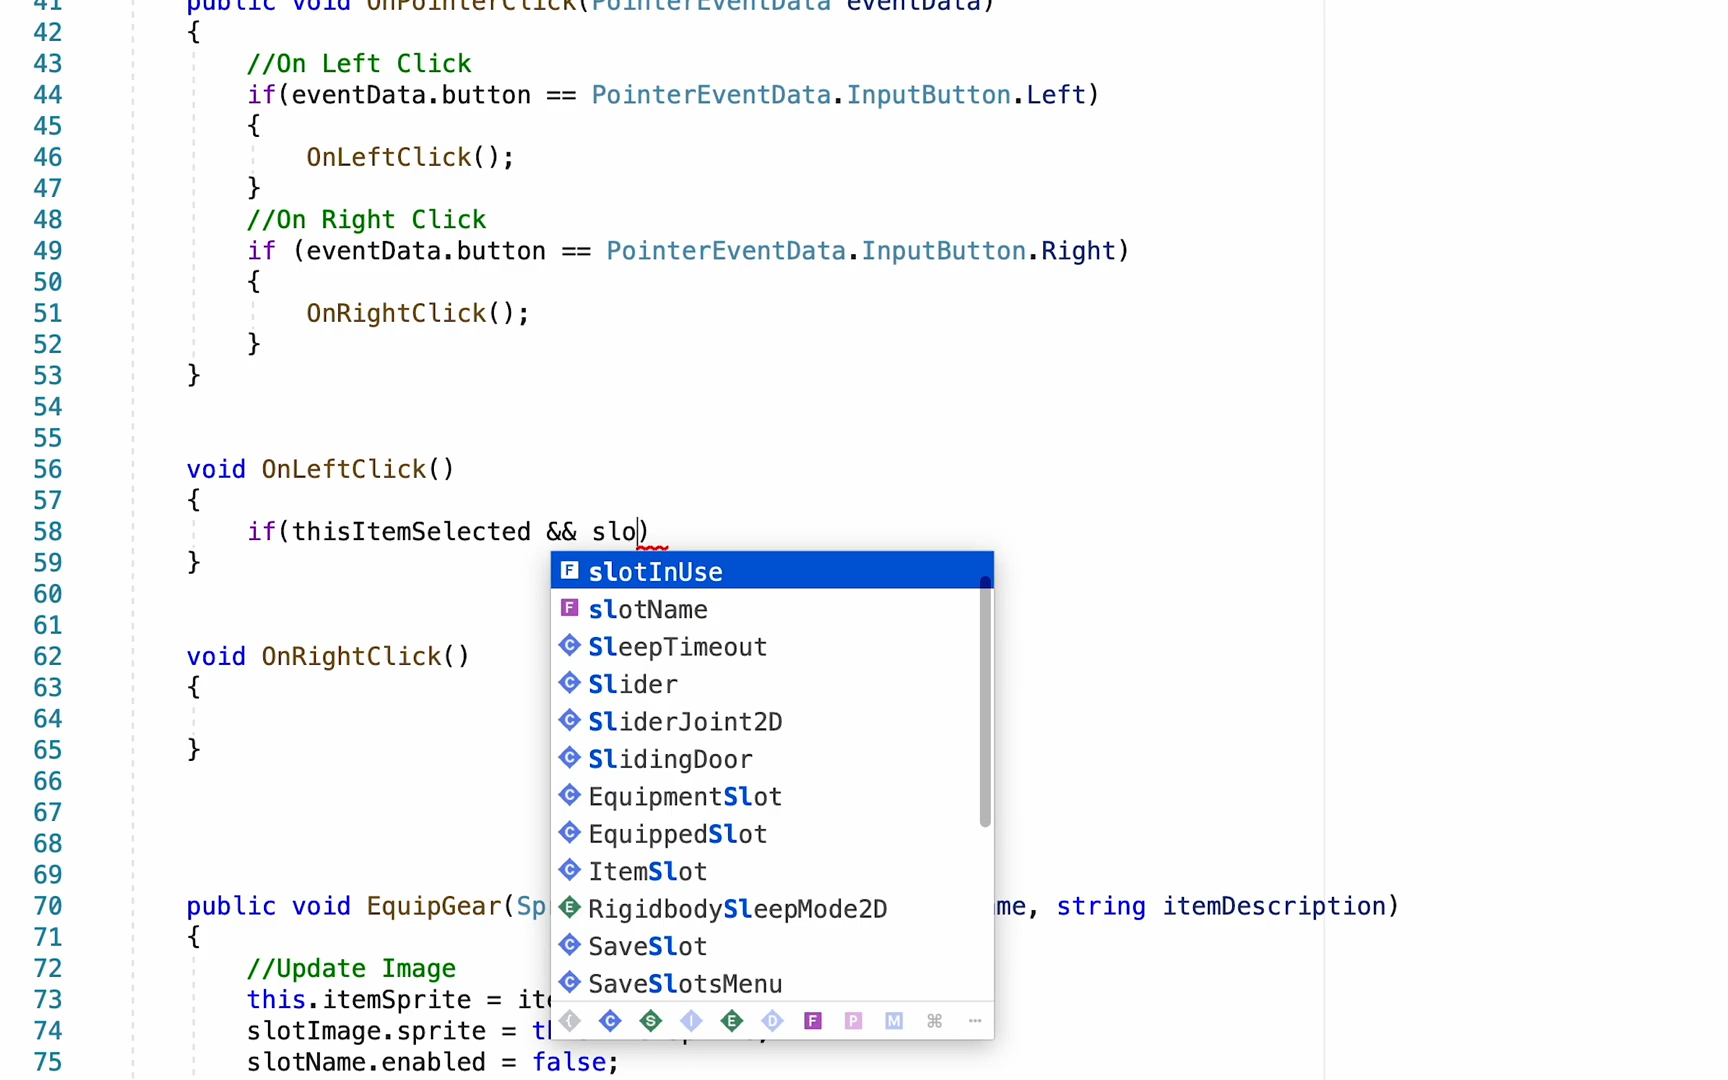 41 public void OnPointerClick(PointerEventData eventData)
42 {
43 //On Left Click
44 if(eventData.button == PointerEventData.InputButton.Left)
45 {
46 OnLeftClick();
47 }
48 //On Right Click
49 if (eventData.button == PointerEventData.InputButton.Right)
50 {
51 OnRightClick();
52 }
53 }
54
55
56 void OnLeftClick()
57 {
58 if(thisItemSelected && slo)
59 }
slotInUse
60
slotName
61
SleepTimeout
62 void OnRightClick()
Slider
63 {
SliderJoint2D
64
SlidingDoor
65 }
EquipmentSlot
66
EquippedSlot
67
68
ItemSlot
69
RigidbodySleepMode2D
70 public void EquipGear(Sp me, string itemDescription)
71 {
SaveSlot
72 //Update Image
SaveSlotsMenu
73 this.itemSprite = ite
74 slotImage.sprite = th
75 slotName.enabled = false;